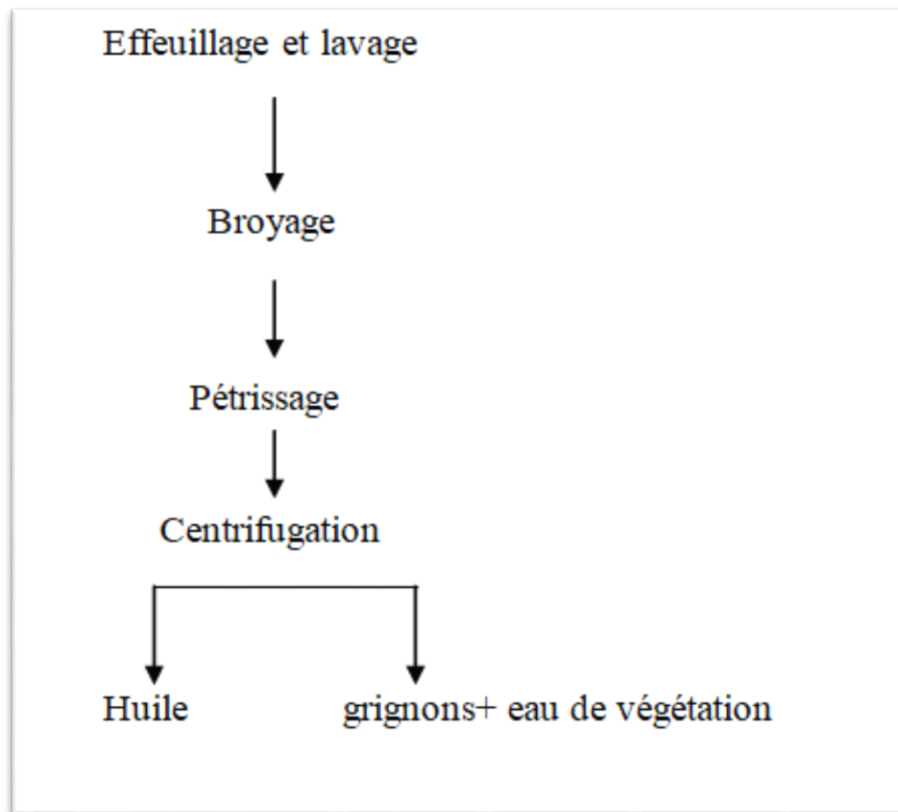 Effeuillage et lavage
Broyage
Pétrissage
Centrifugation
Huile
grignons+ eau de végétation